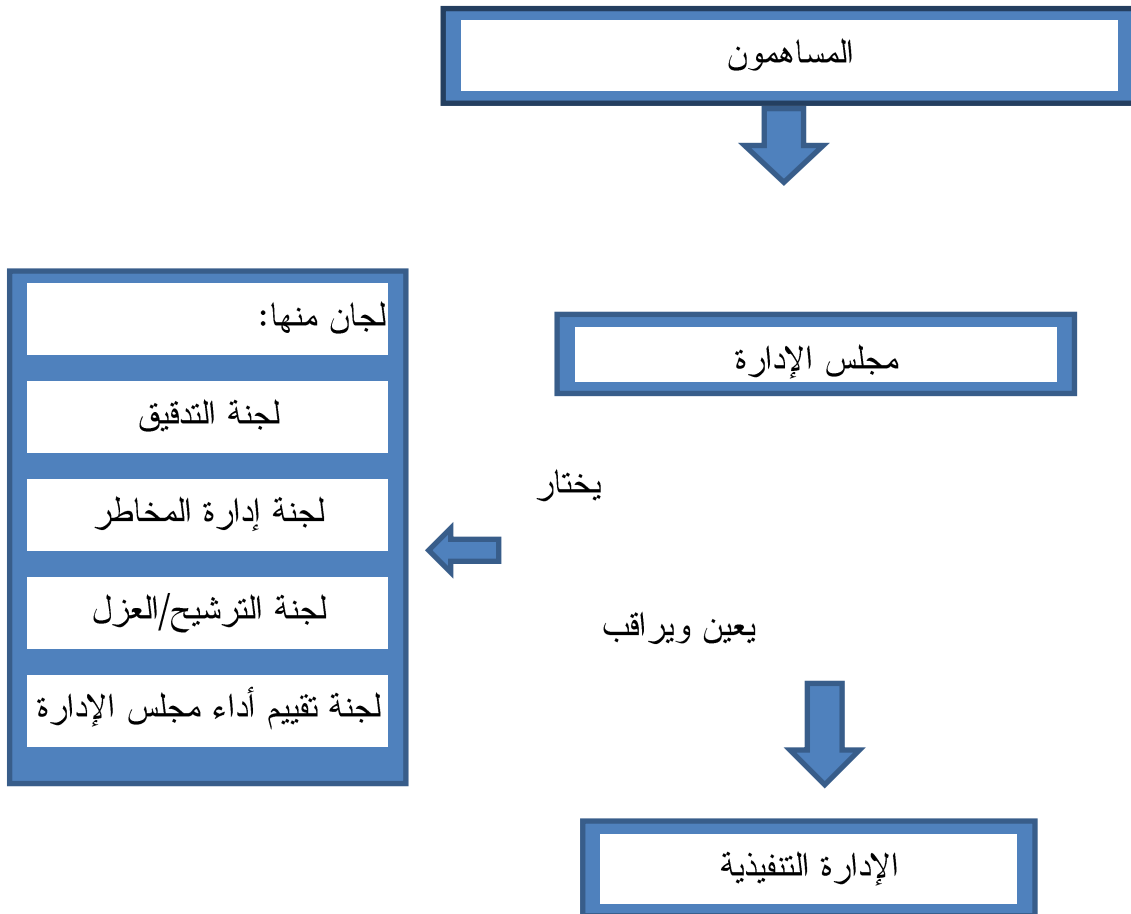 المساهمون
مجلس الإدارة
يختار
لجان منها:
لجنة التدقيق
لجنة إدارة المخاطر
لجنة الترشيح/العزل
لجنة تقييم أداء مجلس الإدارة
يعين ويراقب
الإدارة التنفيذية